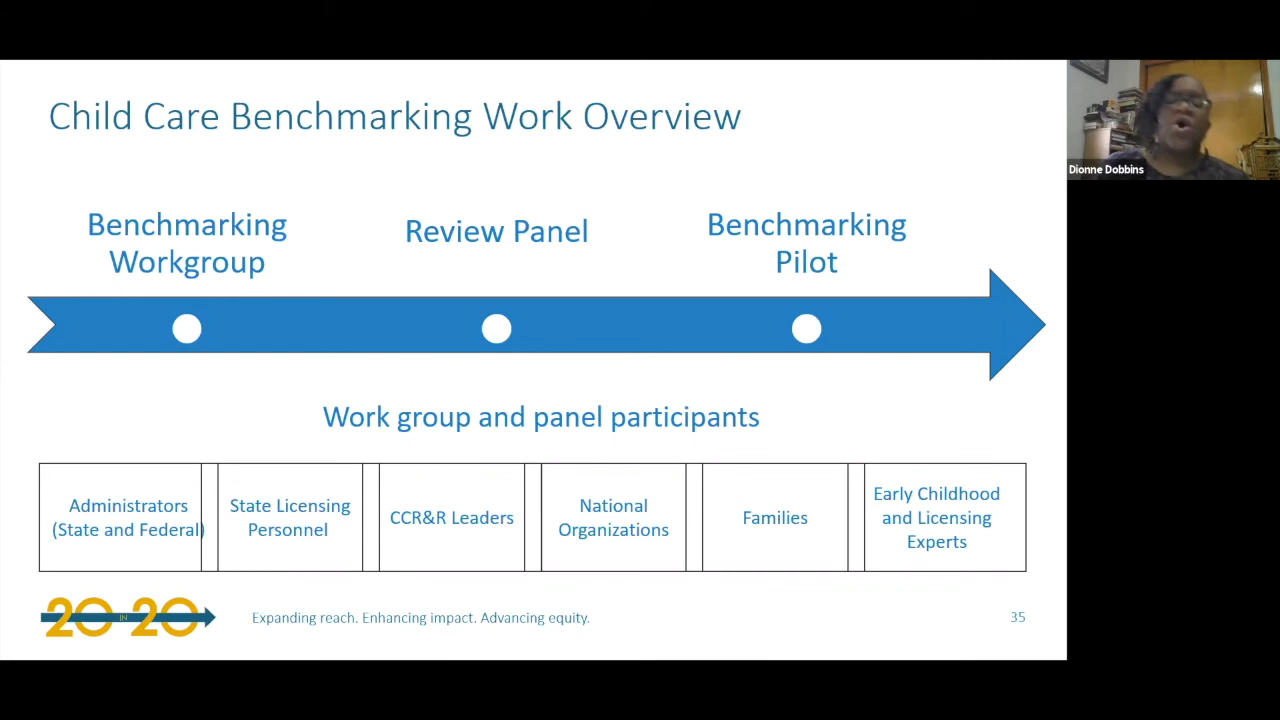 Child Care Benchmarking Work Overview
Dionne Dobbins
Benchmarking
Workgroup
Review Panel
Benchmarking
Pilot
Work group and panel participants
Administrators
(State and Federal)
State Licensing
Personnel
CCR&R Leaders
National
Organizations
Families
Early Childhood
and Licensing
Experts
20 IN 20
Expanding reach. Enhancing impact. Advancing equity.
35